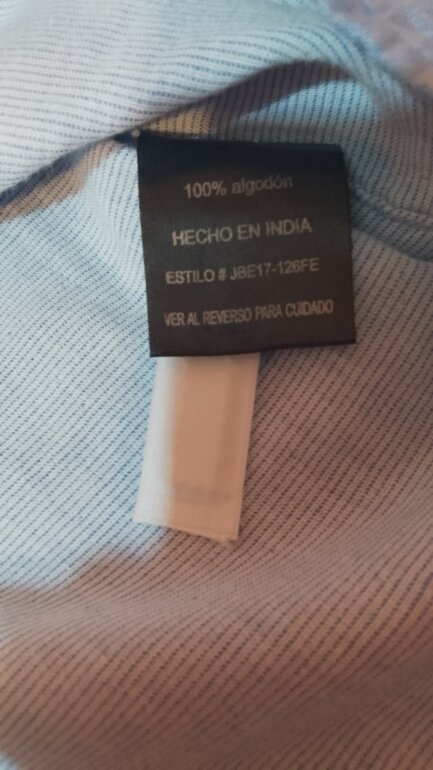 100% algodón
HECHO EN INDIA
ESTILO # JBE17-126FE
VER AL REVERSO PARA CUIDADO